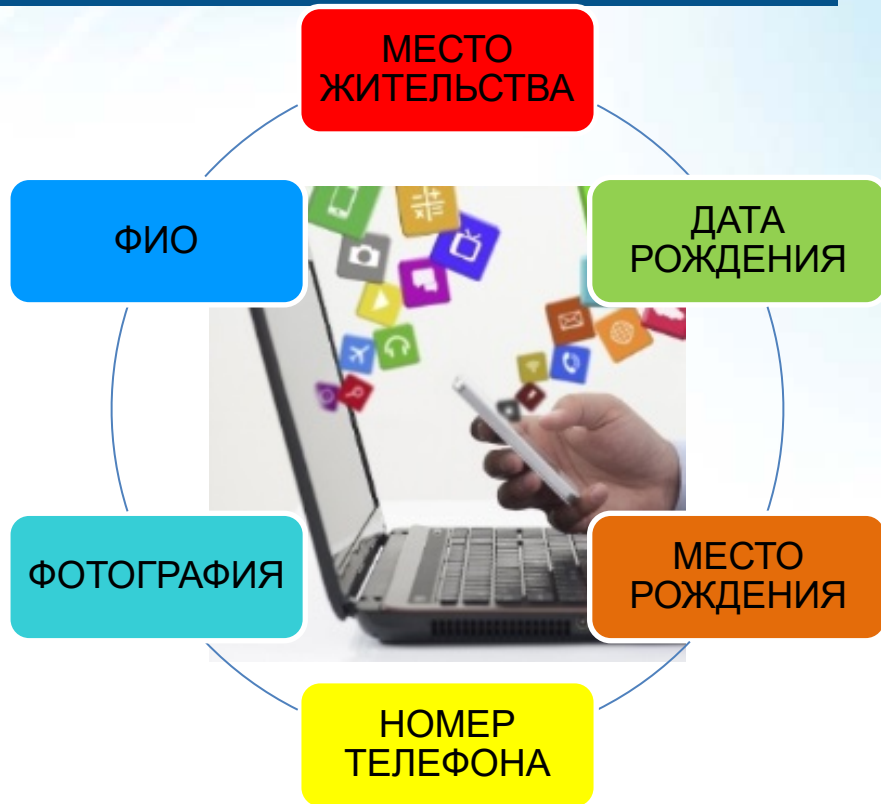 МЕСТО
ЖИТЕЛЬСТВА
ФИО
ДАТА
РОЖДЕНИЯ
ФОТОГРАФИЯ
МЕСТО
РОЖДЕНИЯ
НОМЕР
ТЕЛЕФОНА